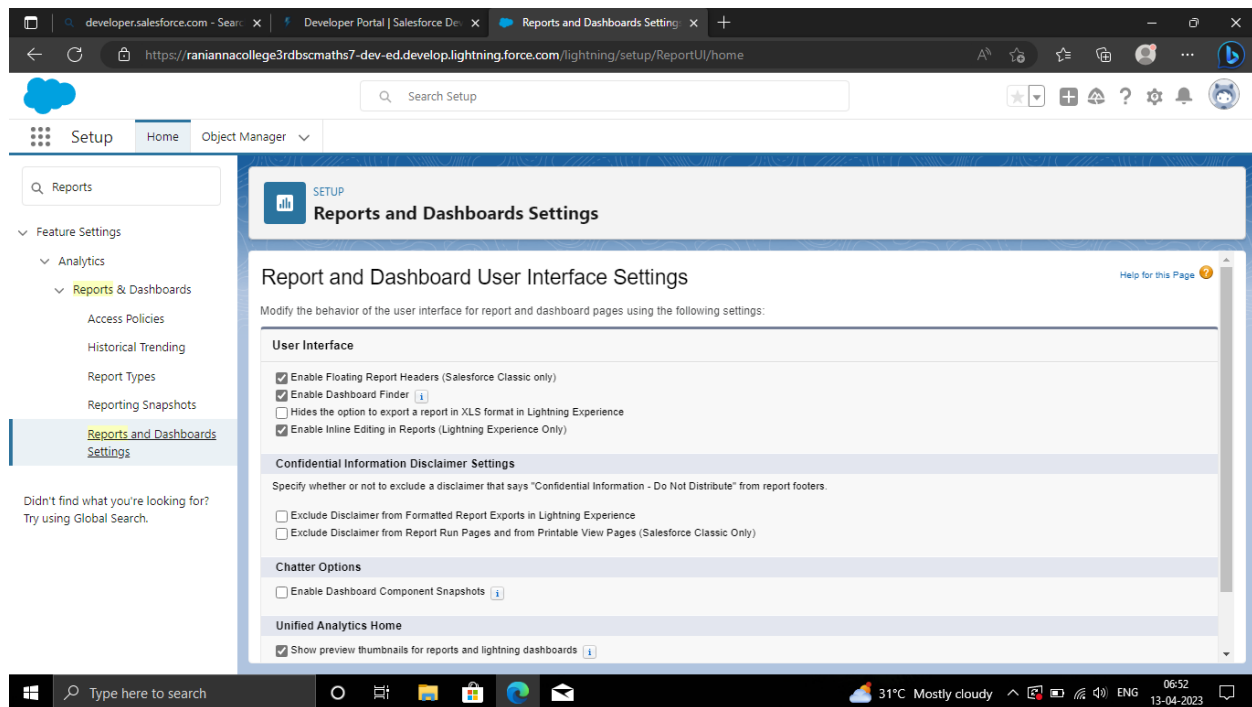 developer.salesforce.com - Sear
Developer Portal | Salesforce De
Reports and Dashboards Setting
https://raniannacollege3rdbscmaths7-dev-ed.develop.lightning.force.com/lightning/setup/ReportUI/home
Search Setup
Setup Home Object Manager
Reports
Feature Settings
Analytics
Reports & Dashboards
Access Policies
Historical Trending
Report Types
Reporting Snapshots
Reports and Dashboards
Settings
Didn't find what you're looking for?
Try using Global Search.
SETUP
Reports and Dashboards Settings
Report and Dashboard User Interface Settings
Help for this Page
Modify the behavior of the user interface for report and dashboard pages using the following settings:
User Interface
Enable Floating Report Headers (Salesforce Classic only)
Enable Dashboard Finder
Hides the option to export a report in XLS format in Lightning Experience
Enable Inline Editing in Reports (Lightning Experience Only)
Confidential Information Disclaimer Settings
Specify whether or not to exclude a disclaimer that says "Confidential Information - Do Not Distribute" from report footers.
Exclude Disclaimer from Formatted Report Exports in Lightning Experience
Exclude Disclaimer from Report Run Pages and from Printable View Pages (Salesforce Classic Only)
Chatter Options
Enable Dashboard Component Snapshots
Unified Analytics Home
Show preview thumbnails for reports and lightning dashboards
Type here to search
31°C Mostly cloudy
ENG
06:52
13-04-2023